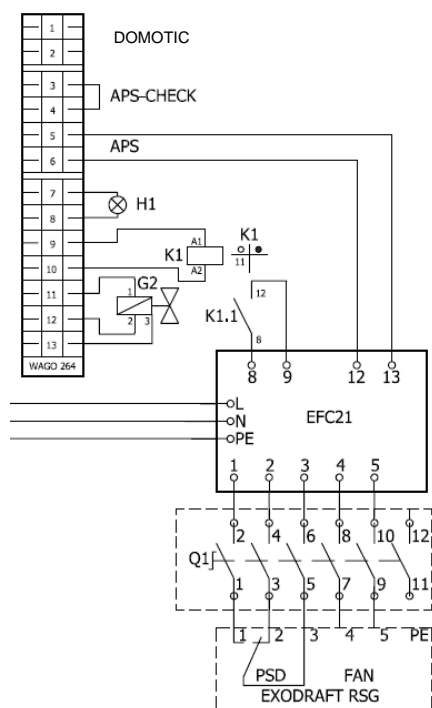 1 DOMOTIC
2
3
4 APS-CHECK
5
6 APS
7
8 H1
9 A1 K1
10 K1 A2 11
11 1 G2
12 2 3 K1.1 12
13 8
WAGO 264
8 9 12 13
L
N EFC21
PE
1 2 3 4 5
2 4 6 8 10 12
Q1
1 3 5 7 9 11
1 2 3 4 5 PE
PSD FAN
EXODRAFT RSG